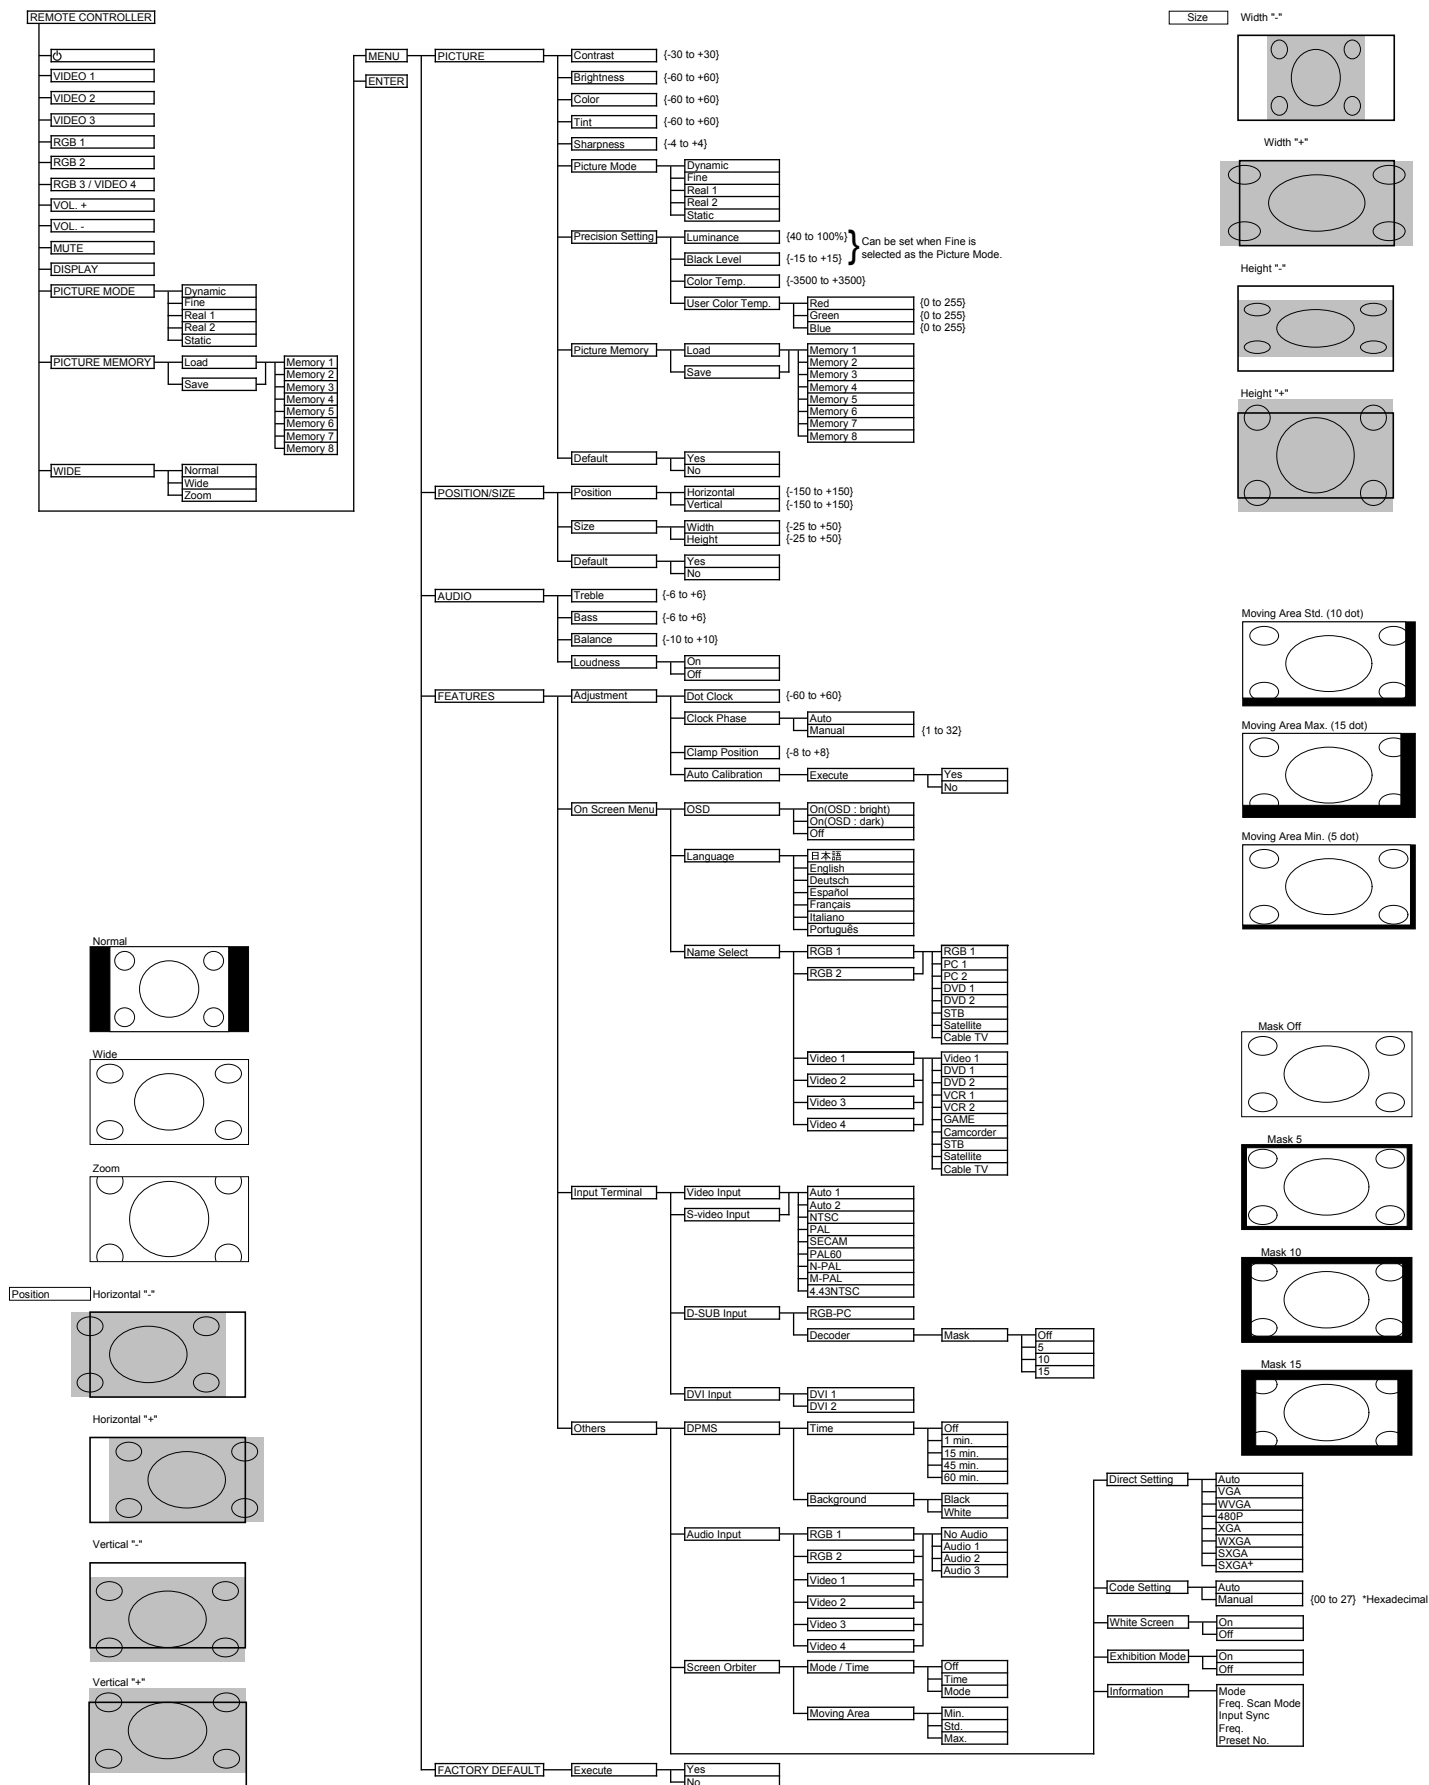 REMOTE CONTROLLER
VIDEO 1
VIDEO 2
VIDEO 3
RGB 1
RGB 2
RGB 3 / VIDEO 4
VOL. +
VOL. -
MUTE
DISPLAY
PICTURE MODE
Dynamic
Fine
Real 1
Real 2
Static
PICTURE MEMORY
Load
Save
Memory 1
Memory 2
Memory 3
Memory 4
Memory 5
Memory 6
Memory 7
Memory 8
WIDE
Normal
Wide
Zoom
MENU
ENTER
PICTURE
Contrast {-30 to +30}
Brightness {-60 to +60}
Color {-60 to +60}
Tint {-60 to +60}
Sharpness {-4 to +4}
Picture Mode
Dynamic
Fine
Real 1
Real 2
Static
Precision Setting
Luminance {40 to 100%}
Black Level {-15 to +15}
Can be set when Fine is
selected as the Picture Mode.
Color Temp. {-3500 to +3500}
User Color Temp.
Red {0 to 255}
Green {0 to 255}
Blue {0 to 255}
Picture Memory
Load
Save
Memory 1
Memory 2
Memory 3
Memory 4
Memory 5
Memory 6
Memory 7
Memory 8
Default
Yes
No
POSITION/SIZE
Position
Horizontal {-150 to +150}
Vertical {-150 to +150}
Size
Width {-25 to +50}
Height {-25 to +50}
Default
Yes
No
AUDIO
Treble {-6 to +6}
Bass {-6 to +6}
Balance {-10 to +10}
Loudness
On
Off
FEATURES
Adjustment
Dot Clock {-60 to +60}
Clock Phase
Auto
Manual {1 to 32}
Clamp Position {-8 to +8}
Auto Calibration
Execute
Yes
No
On Screen Menu
OSD
On(OSD : bright)
On(OSD : dark)
Off
Language
日本語
English
Deutsch
Español
Français
Italiano
Português
Name Select
RGB 1
RGB 2
RGB 1
PC 1
PC 2
DVD 1
DVD 2
STB
Satellite
Cable TV
Video 1
Video 2
Video 3
Video 4
Video 1
DVD 1
DVD 2
VCR 1
VCR 2
GAME
Camcorder
STB
Satellite
Cable TV
Input Terminal
Video Input
S-video Input
Auto 1
Auto 2
NTSC
PAL
SECAM
PAL60
N-PAL
M-PAL
4.43NTSC
D-SUB Input
RGB-PC
Decoder
Mask
Off
5
10
15
DVI Input
DVI 1
DVI 2
Others
DPMS
Time
Off
1 min.
15 min.
45 min.
60 min.
Background
Black
White
Audio Input
RGB 1
RGB 2
Video 1
Video 2
Video 3
Video 4
No Audio
Audio 1
Audio 2
Audio 3
Screen Orbiter
Mode / Time
Off
Time
Mode
Moving Area
Min.
Std.
Max.
Direct Setting
Auto
VGA
WVGA
480P
XGA
WXGA
SXGA
SXGA+
Code Setting
Auto
Manual {00 to 27} *Hexadecimal
White Screen
On
Off
Exhibition Mode
On
Off
Information
Mode
Freq. Scan Mode
Input Sync
Freq.
Preset No.
FACTORY DEFAULT
Execute
Yes
No
Normal
Wide
Zoom
Position
Horizontal "-"
Horizontal "+"
Vertical "-"
Vertical "+"
Size
Width "-"
Width "+"
Height "-"
Height "+"
Moving Area Std. (10 dot)
Moving Area Max. (15 dot)
Moving Area Min. (5 dot)
Mask Off
Mask 5
Mask 10
Mask 15